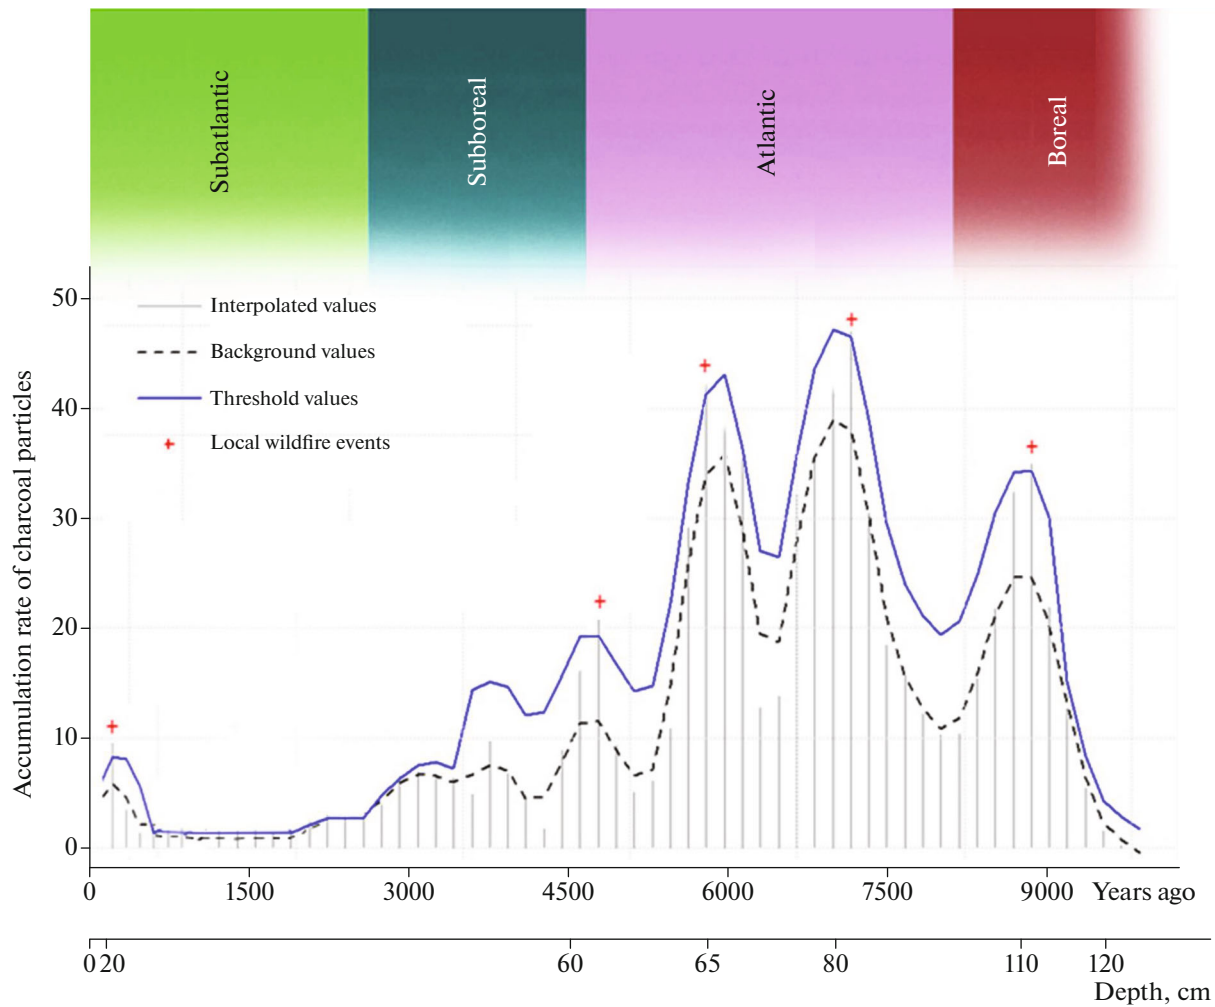 Subatlantic
Subboreal
Atlantic
Boreal
50
40
30
20
10
0
Accumulation rate of charcoal particles
Interpolated values
Background values
Threshold values
Local wildfire events
0 1500 3000 4500 6000 7500 9000 Years ago
0 20 60 65 80 110 120
Depth, cm